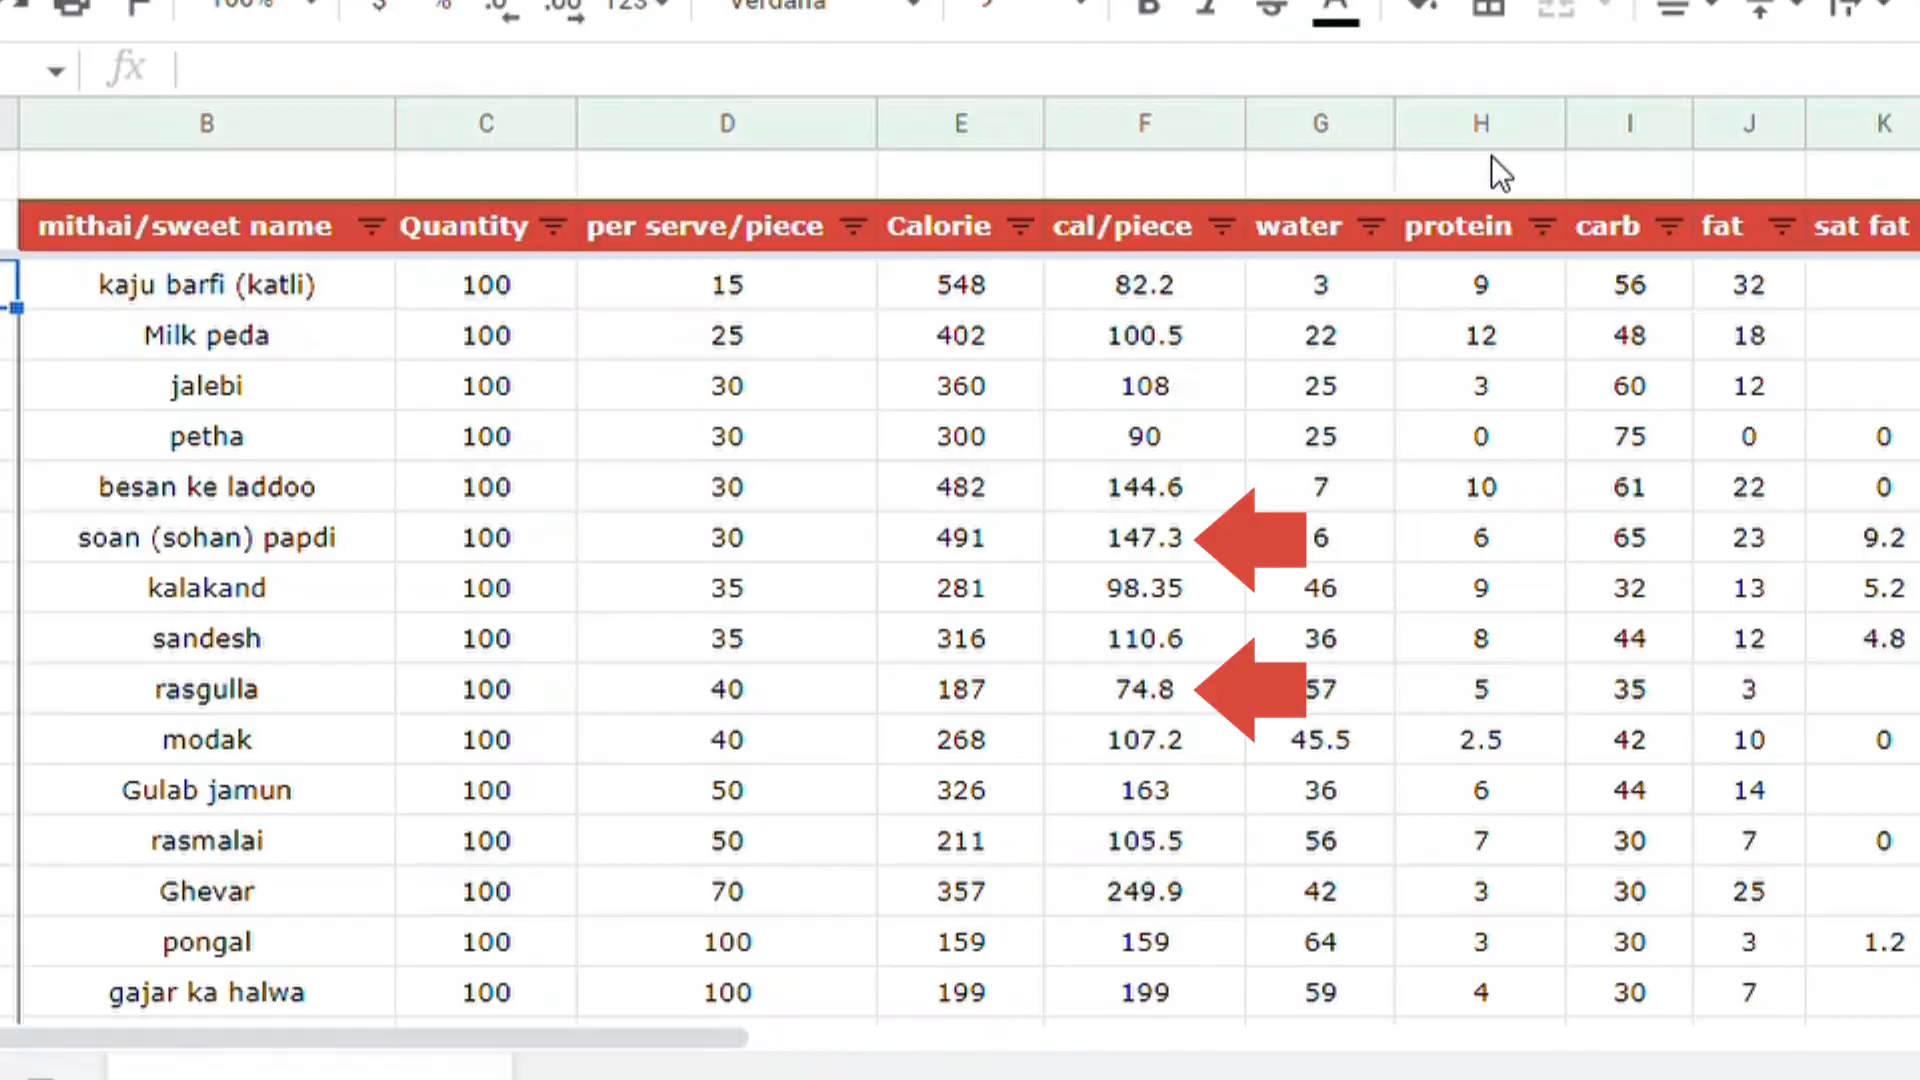 100% $ % .0 .00 123 Verdana B I S A
fx
B C D E F G H I J K
mithai/sweet name Quantity per serve/piece Calorie cal/piece water protein carb fat sat fat
kaju barfi (katli) 100 15 548 82.2 3 9 56 32
Milk peda 100 25 402 100.5 22 12 48 18
jalebi 100 30 360 108 25 3 60 12
petha 100 30 300 90 25 0 75 0 0
besan ke laddoo 100 30 482 144.6 7 10 61 22 0
soan (sohan) papdi 100 30 491 147.3 6 6 65 23 9.2
kalakand 100 35 281 98.35 46 9 32 13 5.2
sandesh 100 35 316 110.6 36 8 44 12 4.8
rasgulla 100 40 187 74.8 57 5 35 3
modak 100 40 268 107.2 45.5 2.5 42 10 0
Gulab jamun 100 50 326 163 36 6 44 14
rasmalai 100 50 211 105.5 56 7 30 7 0
Ghevar 100 70 357 249.9 42 3 30 25
pongal 100 100 159 159 64 3 30 3 1.2
gajar ka halwa 100 100 199 199 59 4 30 7